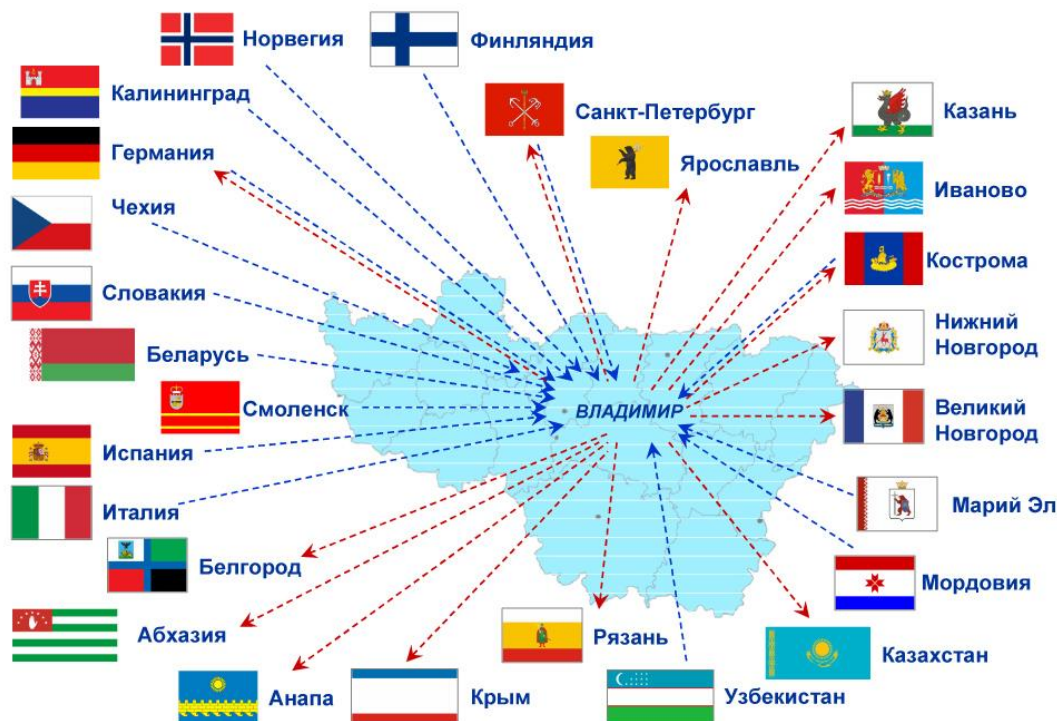 Норвегия
Финляндия
Калининград
Санкт-Петербург
Казань
Германия
Ярославль
Иваново
Чехия
Кострома
Словакия
Нижний
Новгород
Беларусь
Смоленск
ВЛАДИМИР
Великий
Новгород
Испания
Италия
Марий Эл
Белгород
Мордовия
Абхазия
Рязань
Казахстан
Анапа
Крым
Узбекистан